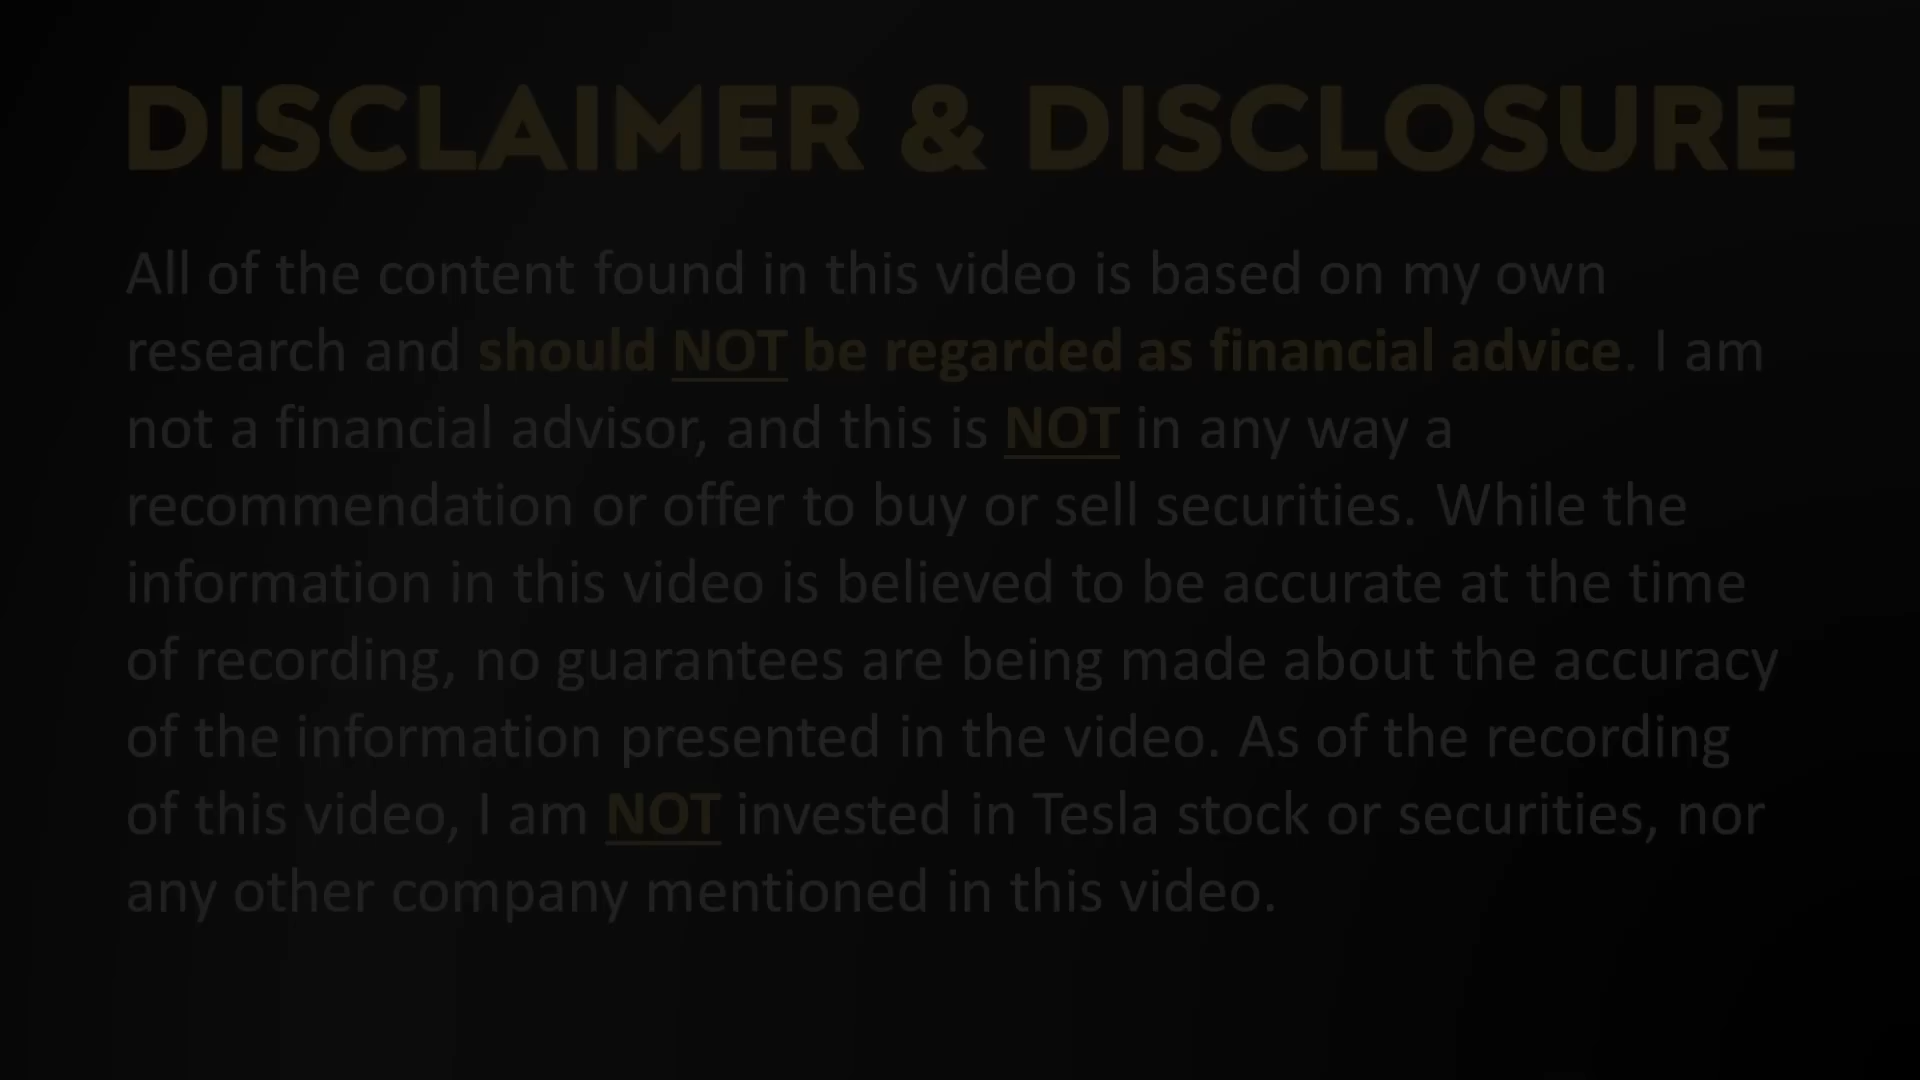 DISCLAIMER & DISCLOSURE
All of the content found in this video is based on my own
research and should NOT be regarded as financial advice. I am
not a financial advisor, and this is NOT in any way a
recommendation or offer to buy or sell securities. While the
information in this video is believed to be accurate at the time
of recording, no guarantees are being made about the accuracy
of the information presented in the video. As of the recording
of this video, I am NOT invested in Tesla stock or securities, nor
any other company mentioned in this video.